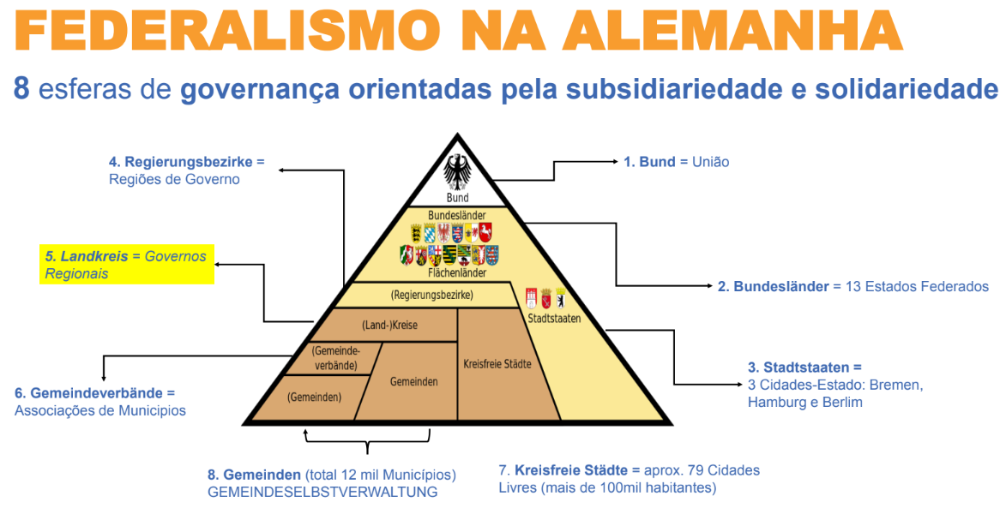 FEDERALISMO NA ALEMANHA
8 esferas de governança orientadas pela subsidiariedade e solidariedade
4. Regierungsbezirke =
Regiões de Governo
1. Bund = União
Bund
Bundesländer
5. Landkreis = Governos
Regionais
Flächenländer
2. Bundesländer = 13 Estados Federados
(Regierungsbezirke)
Stadtstaaten
(Land-)Kreise
(Gemeinde-
verbände)
Kreisfreie Städte
Gemeinden
(Gemeinden)
3. Stadtstaaten =
3 Cidades-Estado: Bremen,
Hamburg e Berlim
6. Gemeindeverbände =
Associações de Municipios
8. Gemeinden (total 12 mil Municípios)
GEMEINDESELBSTVERWALTUNG
7. Kreisfreie Städte = aprox. 79 Cidades
Livres (mais de 100mil habitantes)